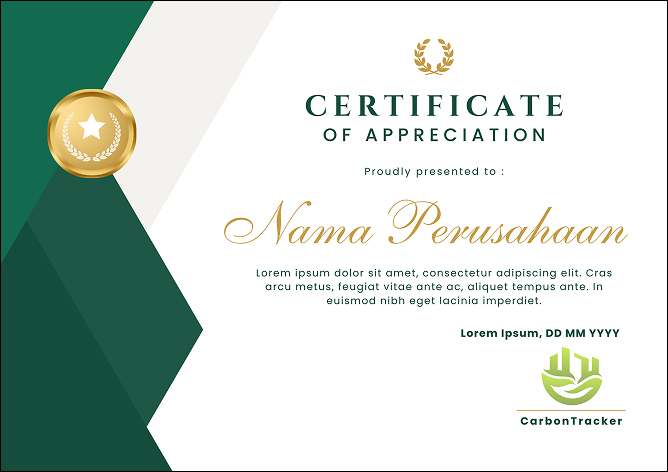 CERTIFICATE
OF APPRECIATION
Proudly presented to :
Nama Perusahaan
Lorem ipsum dolor sit amet, consectetur adipiscing elit. Cras
arcu metus, feugiat vitae ante ac, aliquet tempus ante. In
euismod nibh eget lacinia imperdiet.
Lorem Ipsum, DD MM YYYY
CarbonTracker